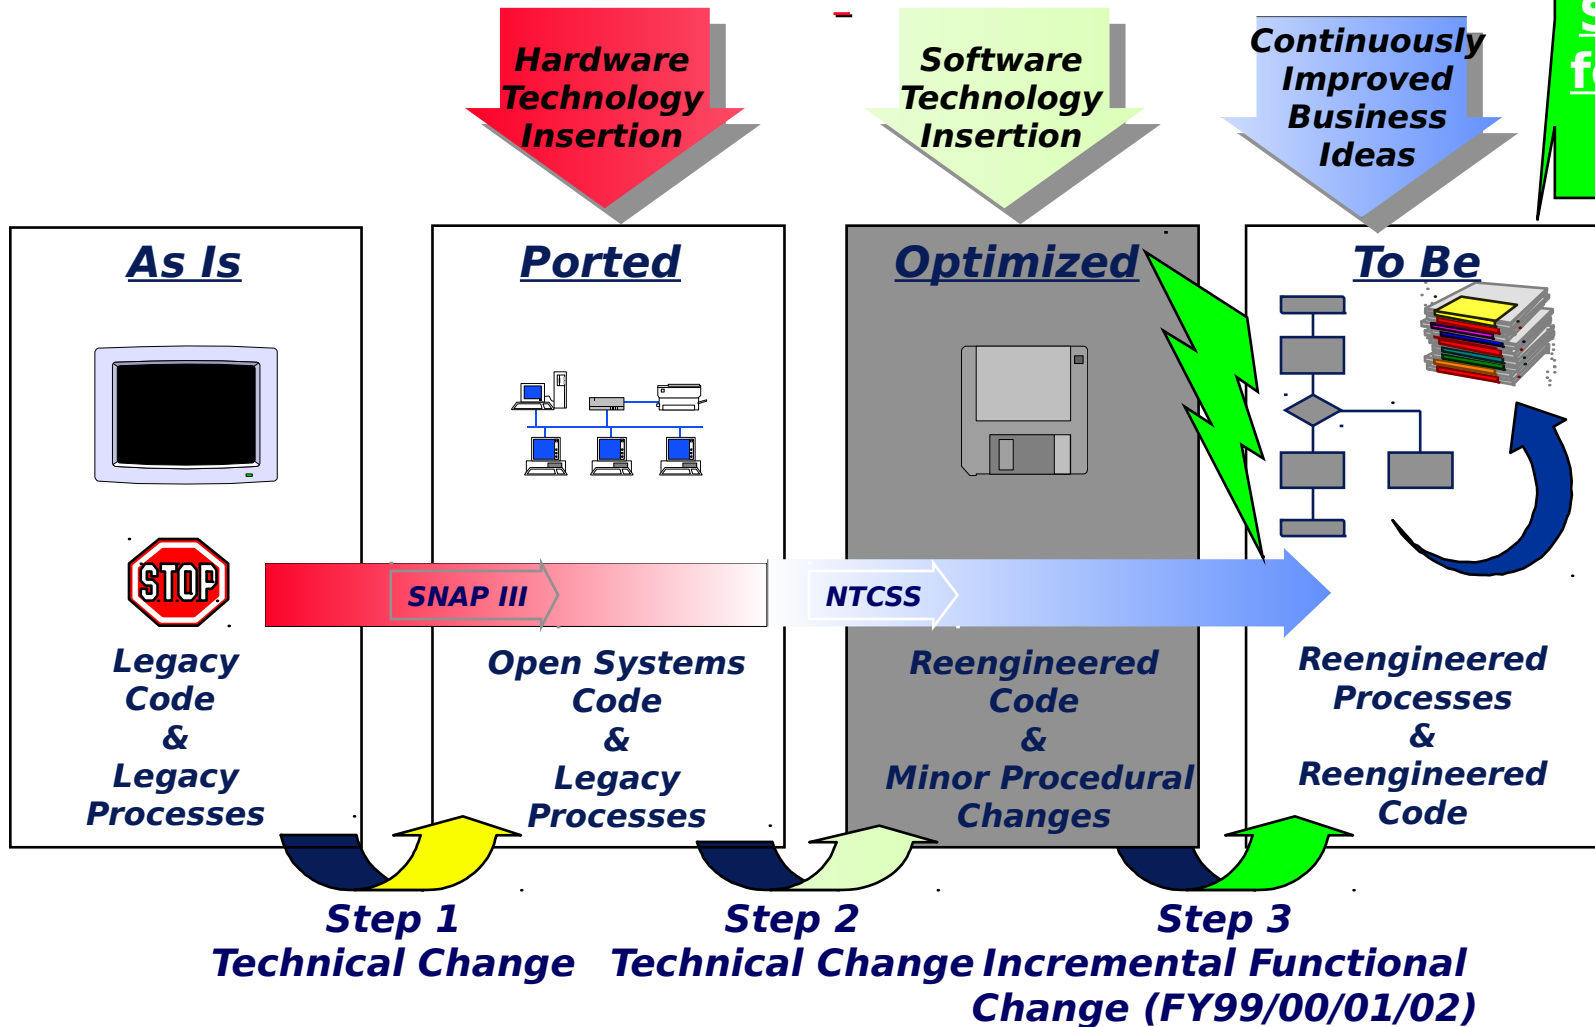 Hardware
Technology
Insertion
Software
Technology
Insertion
Continuously
Improved
Business
Ideas
As Is
Ported
Optimized
To Be
STOP
SNAP III
NTCSS
Legacy
Code
&
Legacy
Processes
Open Systems
Code
&
Legacy
Processes
Reengineered
Code
&
Minor Procedural
Changes
Reengineered
Processes
&
Reengineered
Code
Step 1
Technical Change
Step 2
Technical Change
Step 3
Incremental Functional
Change (FY99/00/01/02)